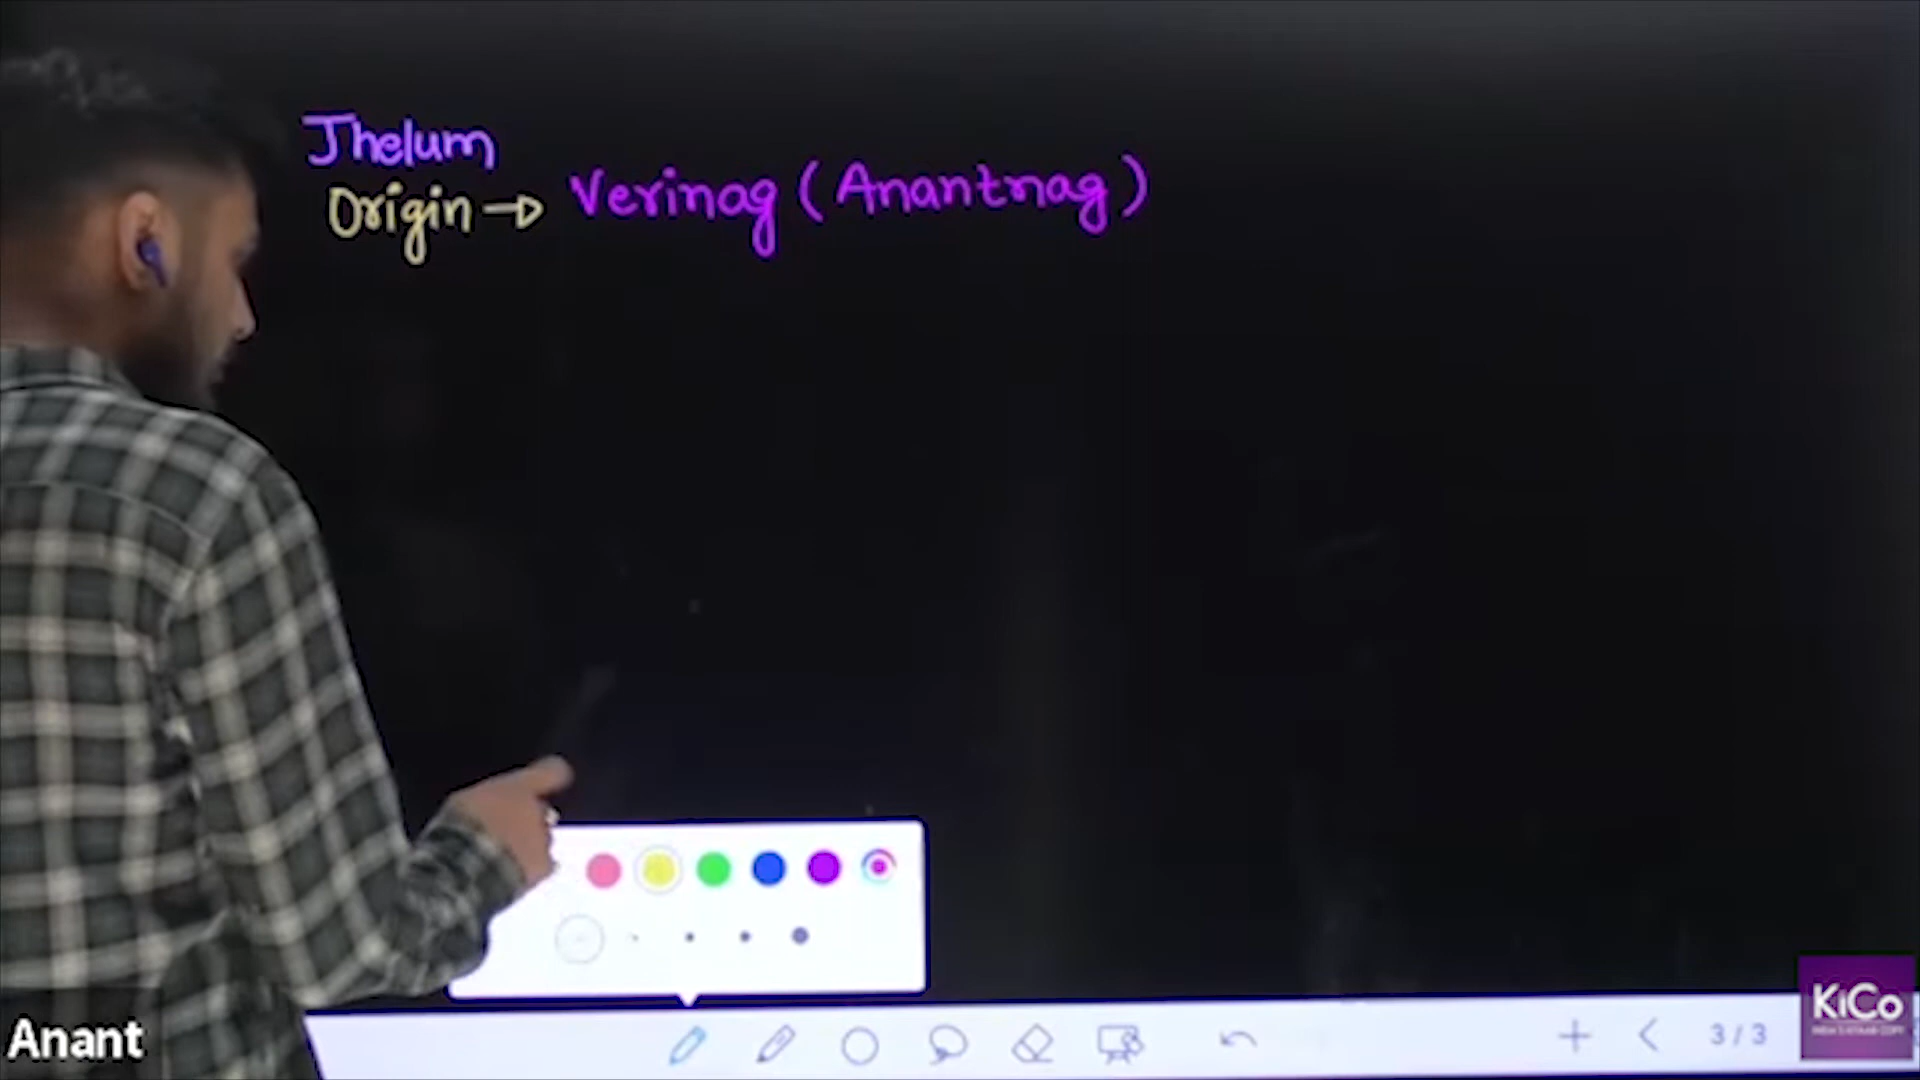 Jhelum
Origin → Verinag (Anantnag)
Anant
3/3
KiCo